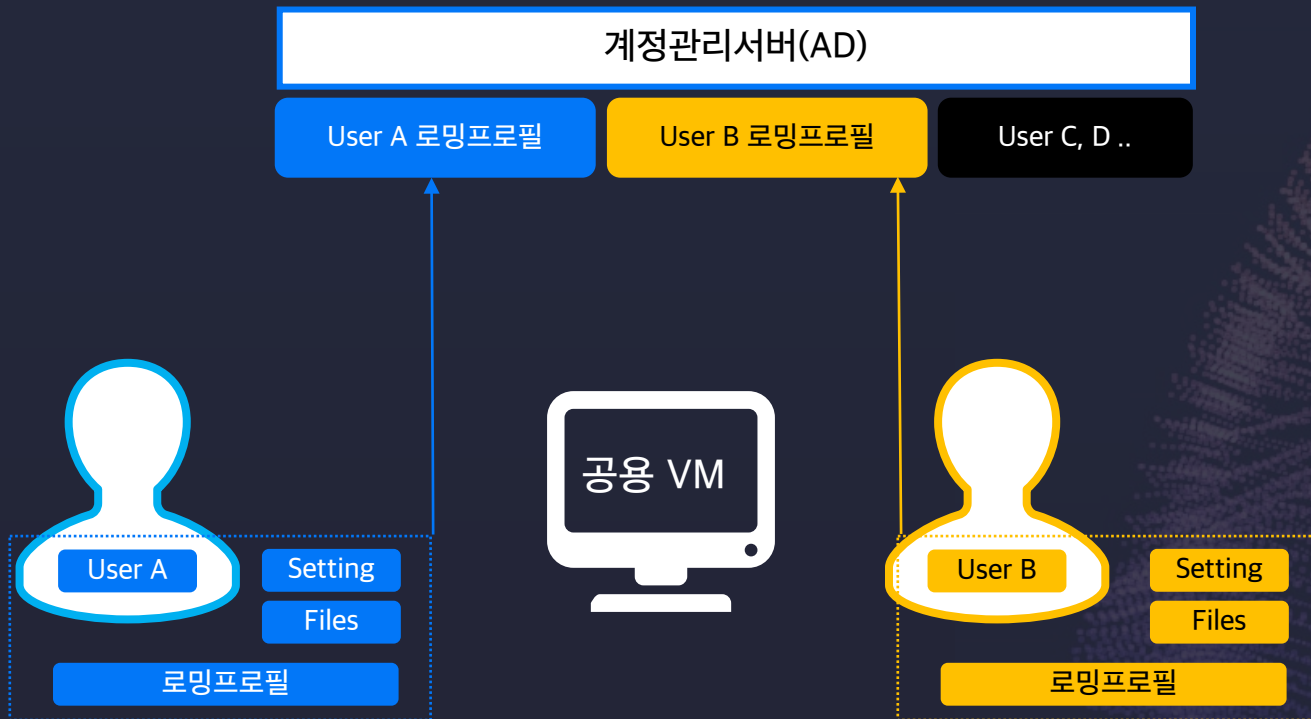 계정관리서버(AD)
User A 로밍프로필
User B 로밍프로필
User C, D ..
공용 VM
User A
Setting
Files
로밍프로필
User B
Setting
Files
로밍프로필